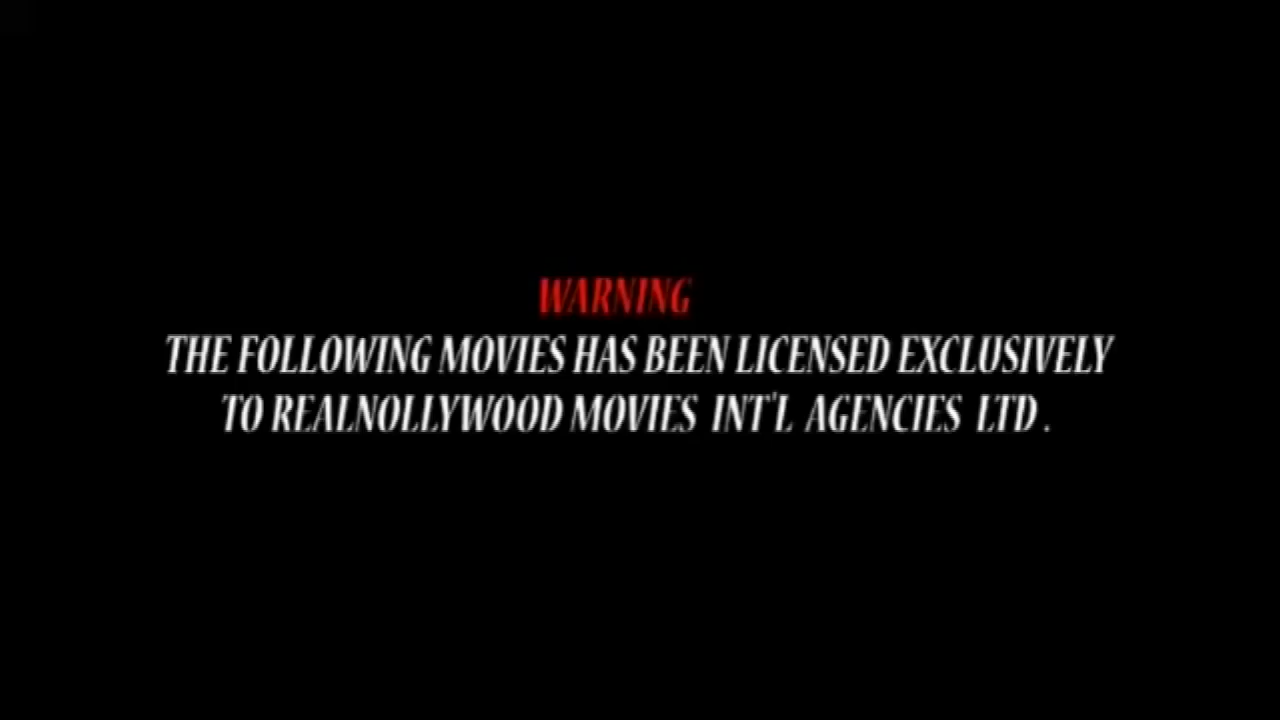 WARNING
THE FOLLOWING MOVIES HAS BEEN LICENSED EXCLUSIVELY
TO REALNOLLYWOOD MOVIES INT'L AGENCIES LTD .